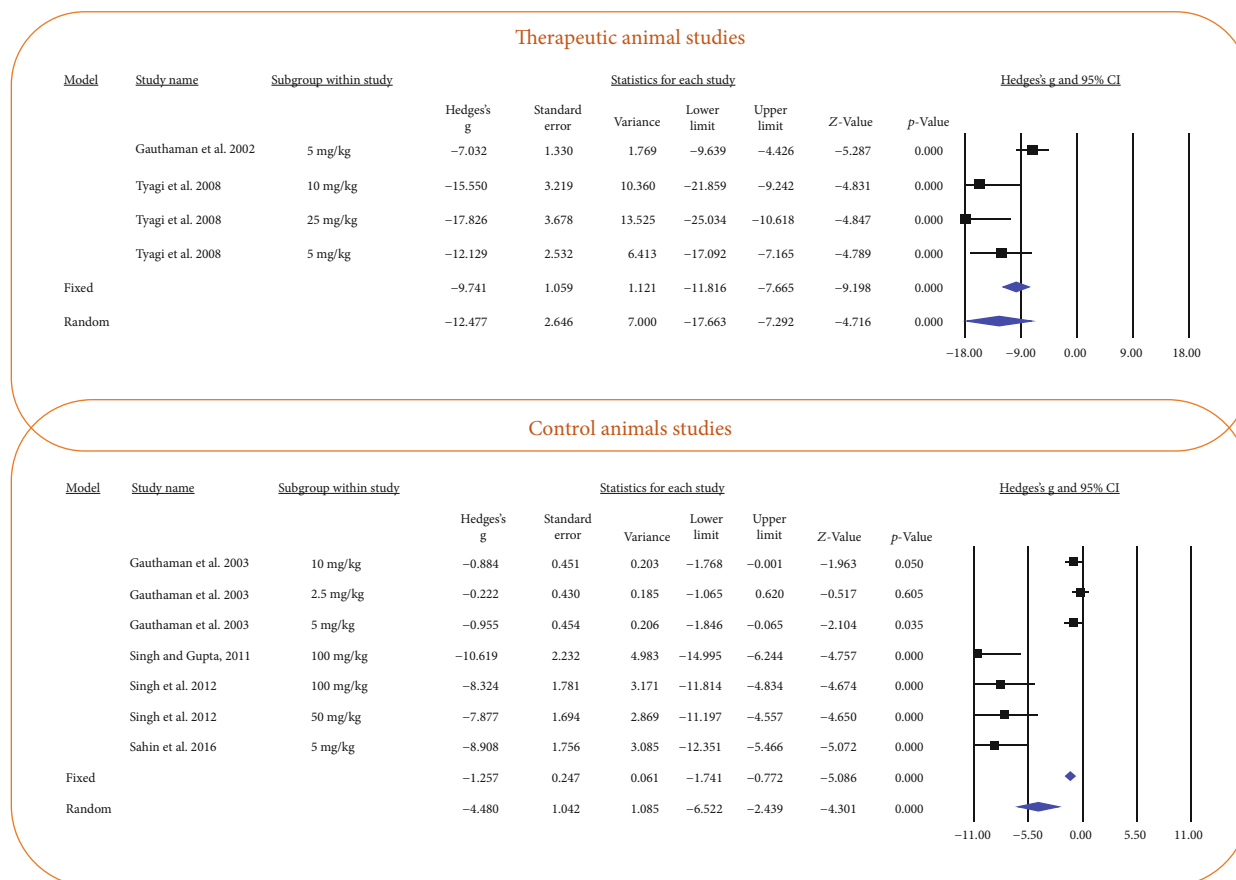 Therapeutic animal studies
Model Study name Subgroup within study Statistics for each study Hedges's g and 95% CI
Hedges's g Standard error Variance Lower limit Upper limit Z-Value p-Value
Gauthaman et al. 2002 5 mg/kg −7.032 1.330 1.769 −9.639 −4.426 −5.287 0.000
Tyagi et al. 2008 10 mg/kg −15.550 3.219 10.360 −21.859 −9.242 −4.831 0.000
Tyagi et al. 2008 25 mg/kg −17.826 3.678 13.525 −25.034 −10.618 −4.847 0.000
Tyagi et al. 2008 5 mg/kg −12.129 2.532 6.413 −17.092 −7.165 −4.789 0.000
Fixed −9.741 1.059 1.121 −11.816 −7.665 −9.198 0.000
Random −12.477 2.646 7.000 −17.663 −7.292 −4.716 0.000
−18.00 −9.00 0.00 9.00 18.00
Control animals studies
Model Study name Subgroup within study Statistics for each study Hedges's g and 95% CI
Hedges's g Standard error Variance Lower limit Upper limit Z-Value p-Value
Gauthaman et al. 2003 10 mg/kg −0.884 0.451 0.203 −1.768 −0.001 −1.963 0.050
Gauthaman et al. 2003 2.5 mg/kg −0.222 0.430 0.185 −1.065 0.620 −0.517 0.605
Gauthaman et al. 2003 5 mg/kg −0.955 0.454 0.206 −1.846 −0.065 −2.104 0.035
Singh and Gupta, 2011 100 mg/kg −10.619 2.232 4.983 −14.995 −6.244 −4.757 0.000
Singh et al. 2012 100 mg/kg −8.324 1.781 3.171 −11.814 −4.834 −4.674 0.000
Singh et al. 2012 50 mg/kg −7.877 1.694 2.869 −11.197 −4.557 −4.650 0.000
Sahin et al. 2016 5 mg/kg −8.908 1.756 3.085 −12.351 −5.466 −5.072 0.000
Fixed −1.257 0.247 0.061 −1.741 −0.772 −5.086 0.000
Random −4.480 1.042 1.085 −6.522 −2.439 −4.301 0.000
−11.00 −5.50 0.00 5.50 11.00